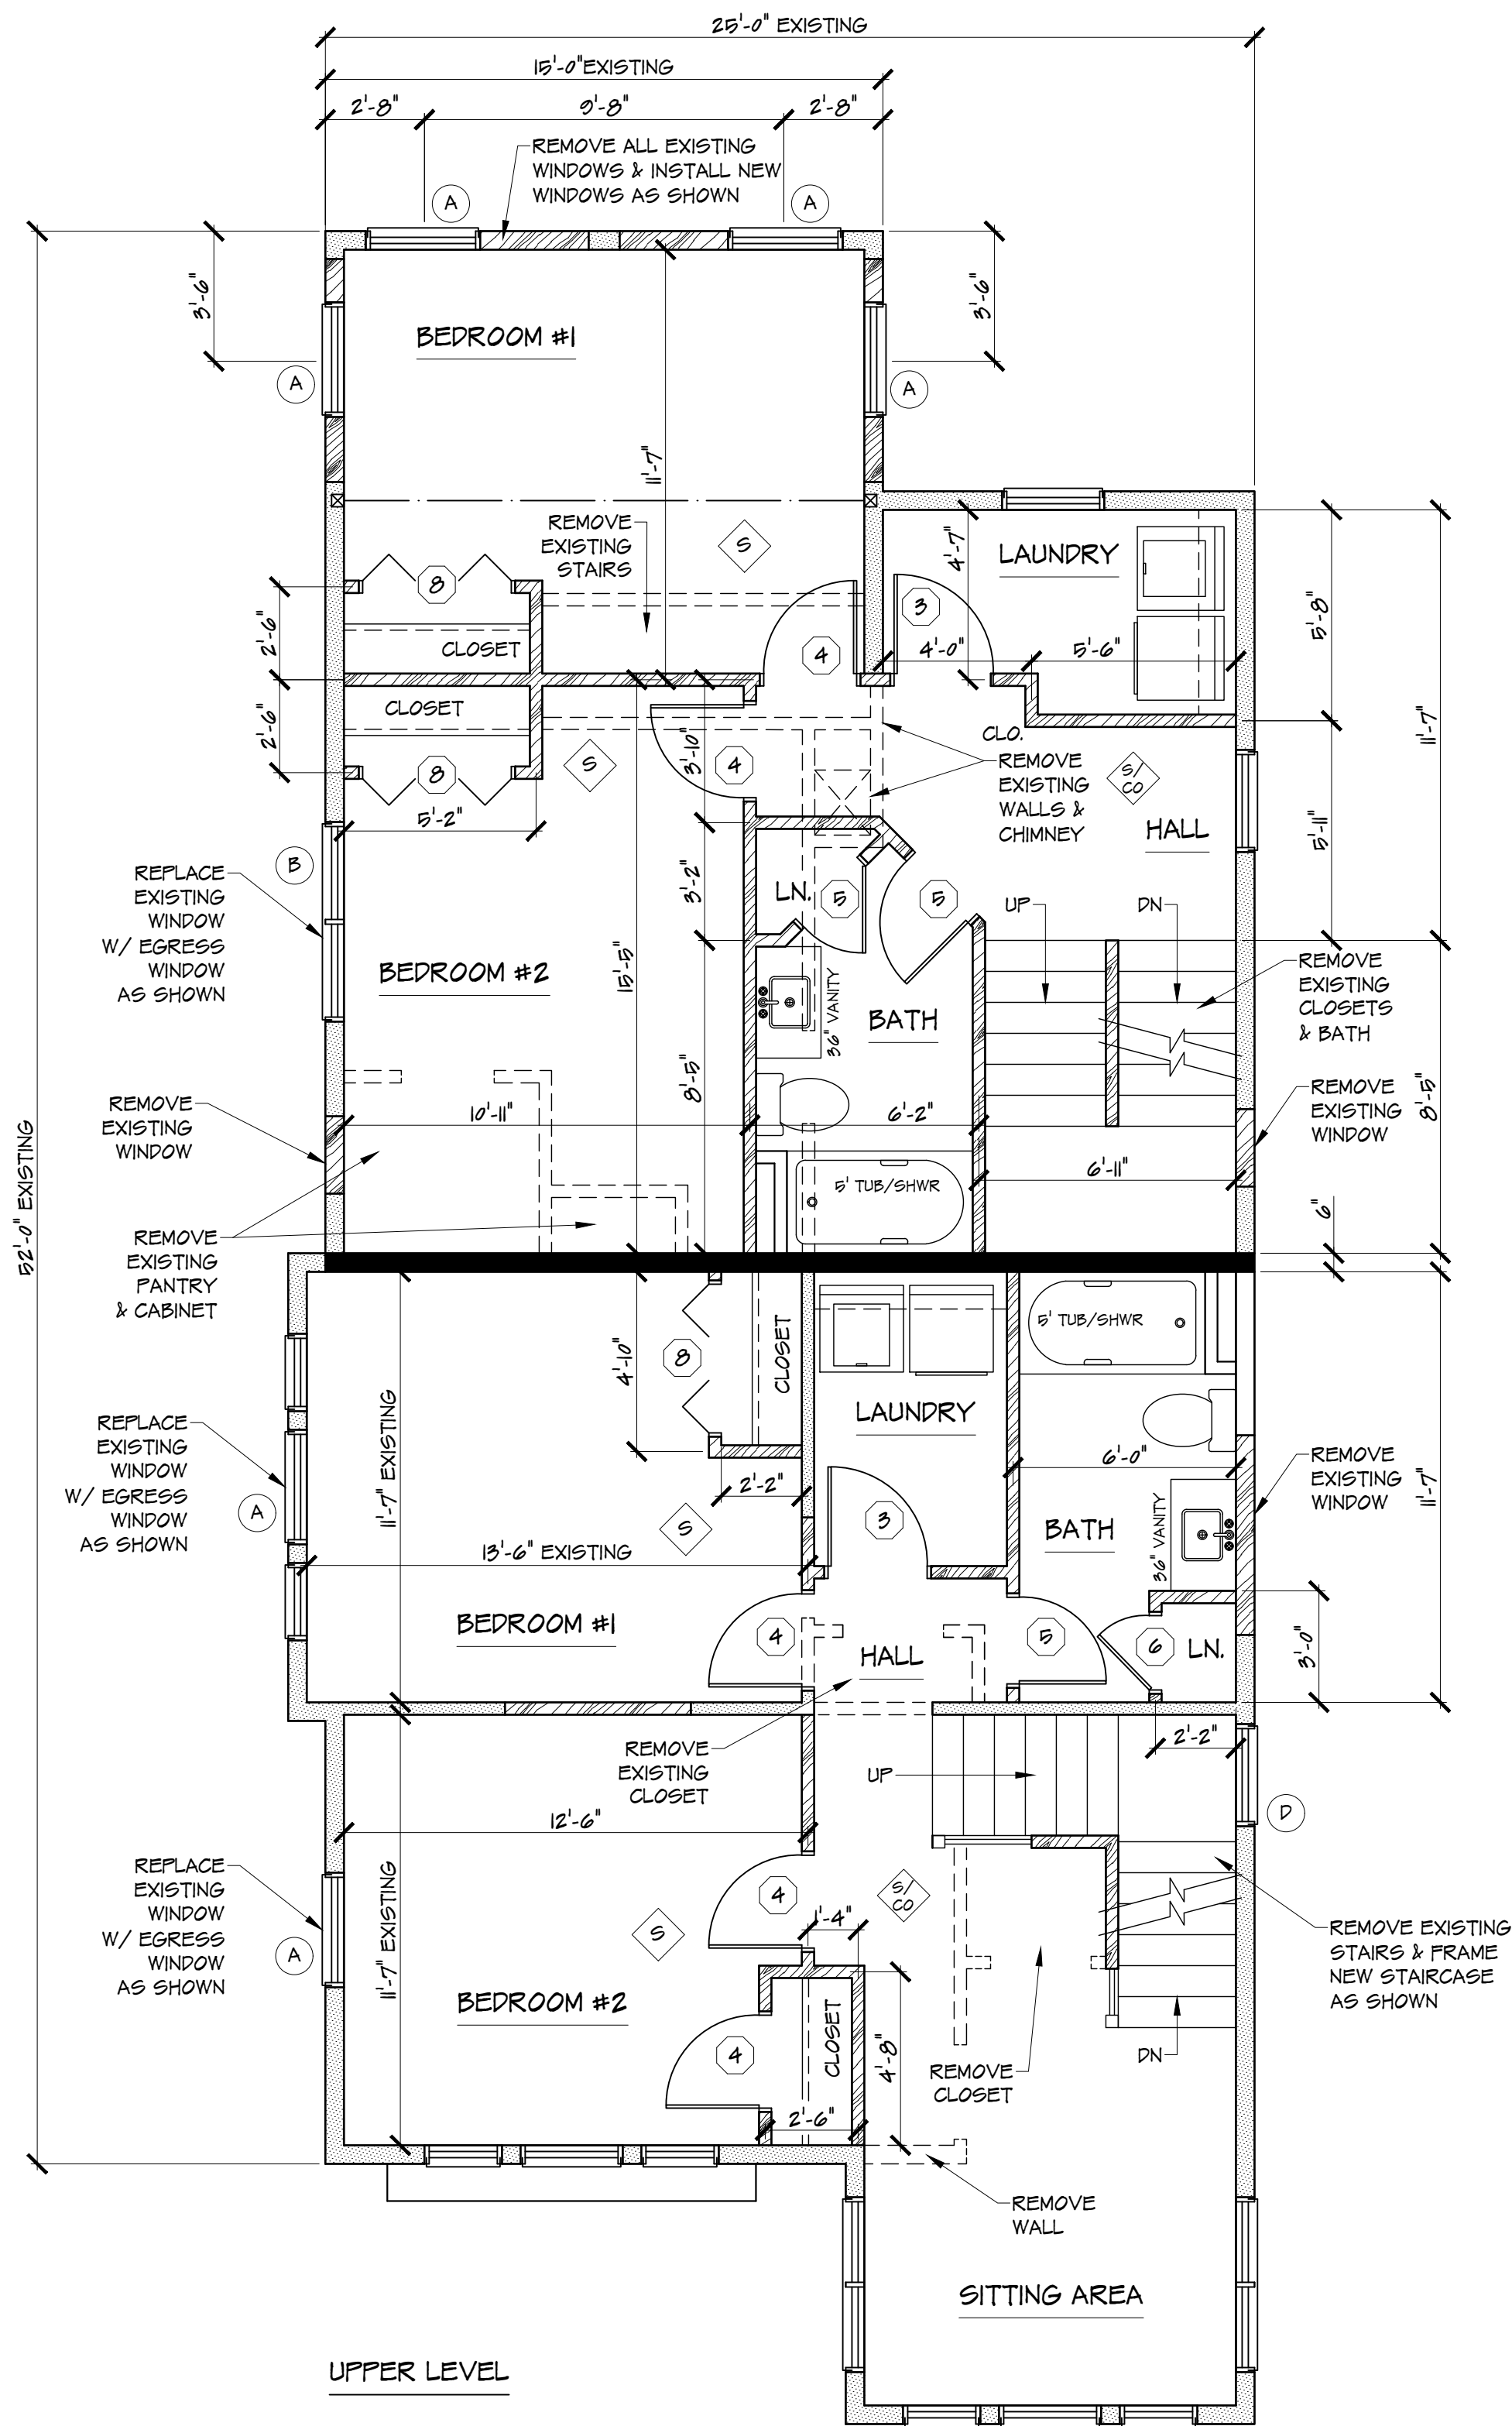 25'-0" EXISTING
15'-0"EXISTING
2'-8"
9'-8"
2'-8"
REMOVE ALL EXISTING
WINDOWS & INSTALL NEW
WINDOWS AS SHOWN
A
A
3'-6"
3'-6"
BEDROOM #1
A
A
11'-7"
REMOVE
EXISTING
STAIRS
S
4'-7"
LAUNDRY
8
3
2'-6"
CLOSET
4
4'-0"
5'-6"
5'-8"
CLOSET
2'-6"
8
S
4
3'-10"
CLO.
REMOVE
EXISTING
WALLS &
CHIMNEY
S/
CO
11'-7"
5'-2"
HALL
5'-11"
B
REPLACE
EXISTING
WINDOW
W/ EGRESS
WINDOW
AS SHOWN
3'-2"
LN.
5
5
UP
DN
BEDROOM #2
15'-5"
36" VANITY
BATH
REMOVE
EXISTING
CLOSETS
& BATH
8'-5"
8'-5"
REMOVE
EXISTING
WINDOW
10'-11"
6'-2"
REMOVE
EXISTING
WINDOW
6'-11"
5' TUB/SHWR
52'-0" EXISTING
6"
REMOVE
EXISTING
PANTRY
& CABINET
4'-10"
8
CLOSET
5' TUB/SHWR
REPLACE
EXISTING
WINDOW
W/ EGRESS
WINDOW
AS SHOWN
A
11'-7" EXISTING
LAUNDRY
6'-0"
REMOVE
EXISTING
WINDOW
11'-7"
2'-2"
S
3
36" VANITY
BATH
13'-6" EXISTING
BEDROOM #1
4
HALL
5
6
LN.
3'-0"
REMOVE
EXISTING
CLOSET
2'-2"
UP
D
12'-6"
REPLACE
EXISTING
WINDOW
W/ EGRESS
WINDOW
AS SHOWN
A
11'-7" EXISTING
4
S/
CO
S
1'-4"
REMOVE EXISTING
STAIRS & FRAME
NEW STAIRCASE
AS SHOWN
BEDROOM #2
4
CLOSET
4'-8"
DN
REMOVE
CLOSET
2'-6"
REMOVE
WALL
SITTING AREA
UPPER LEVEL